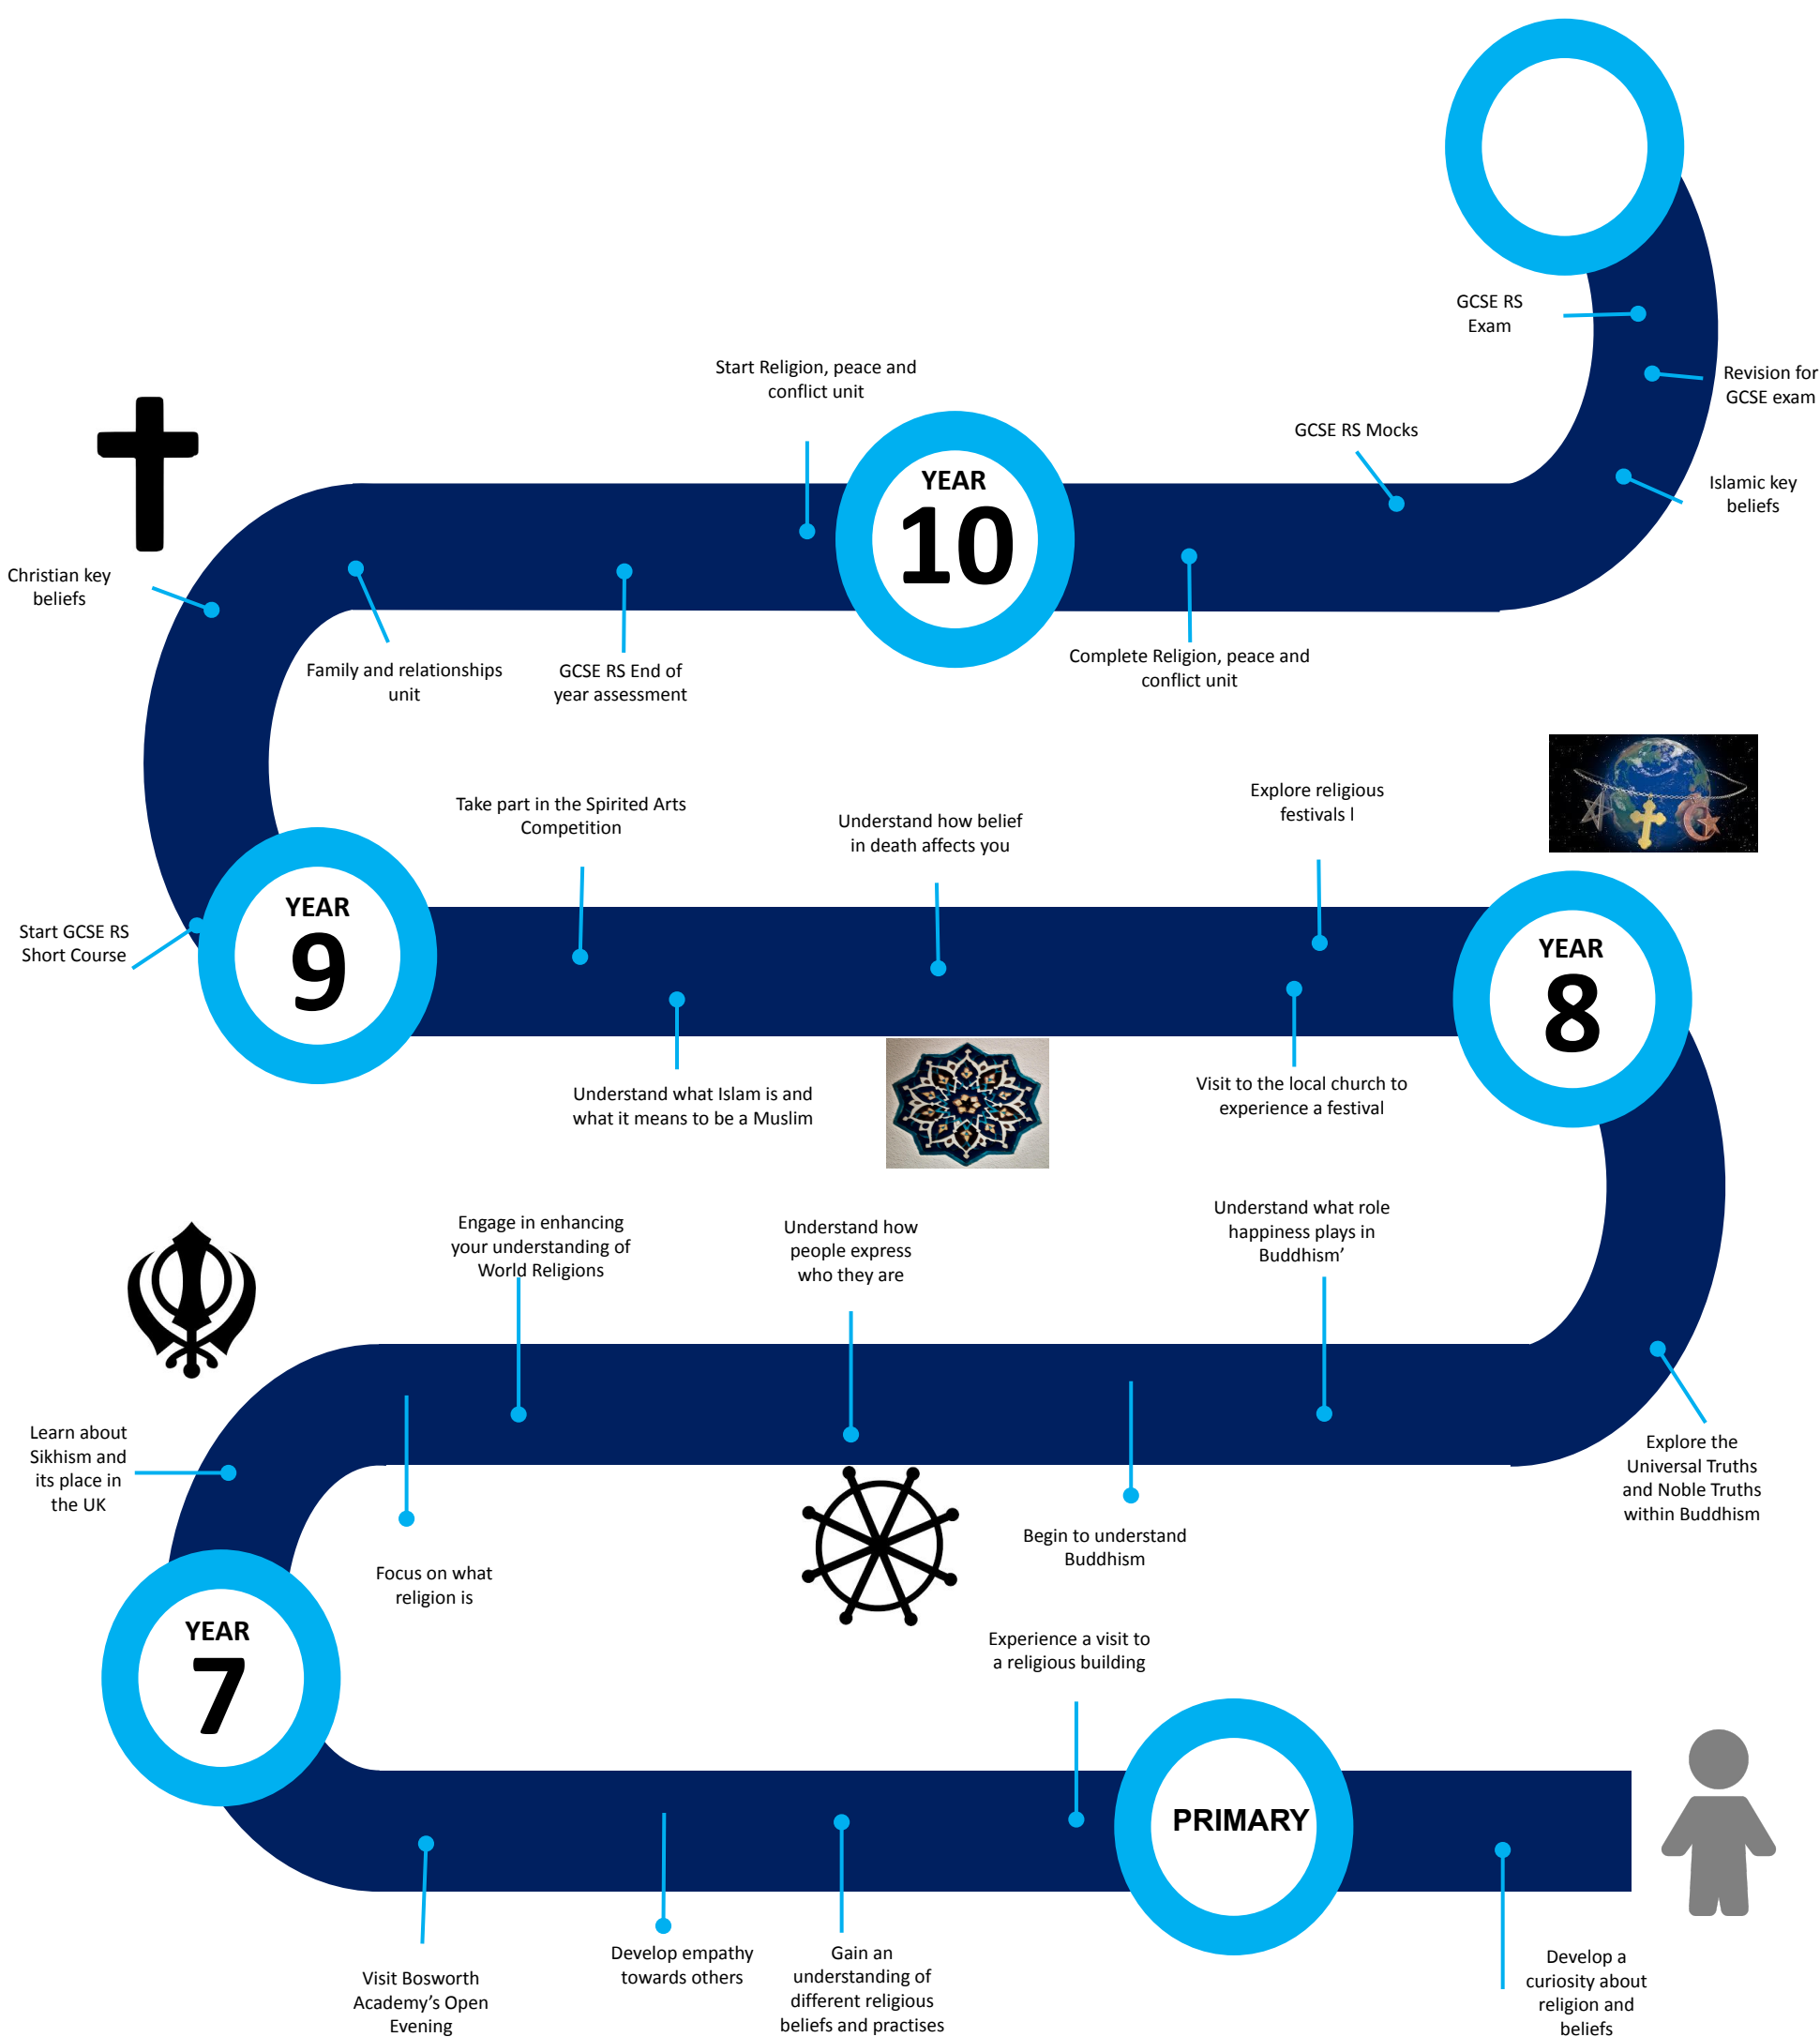 GCSE RS
Exam
Revision for
GCSE exam
Start Religion, peace and
conflict unit
GCSE RS Mocks
Islamic key
beliefs
YEAR
10
Christian key
beliefs
Family and relationships
unit
GCSE RS End of
year assessment
Complete Religion, peace and
conflict unit
Take part in the Spirited Arts
Competition
Understand how belief
in death affects you
Explore religious
festivals l
Start GCSE RS
Short Course
YEAR
9
YEAR
8
Understand what Islam is and
what it means to be a Muslim
Visit to the local church to
experience a festival
Engage in enhancing
your understanding of
World Religions
Understand how
people express
who they are
Understand what role
happiness plays in
Buddhism’
Learn about
Sikhism and
its place in
the UK
Focus on what
religion is
Begin to understand
Buddhism
Explore the
Universal Truths
and Noble Truths
within Buddhism
YEAR
7
Experience a visit to
a religious building
PRIMARY
Visit Bosworth
Academy’s Open
Evening
Develop empathy
towards others
Gain an
understanding of
different religious
beliefs and practises
Develop a
curiosity about
religion and
beliefs